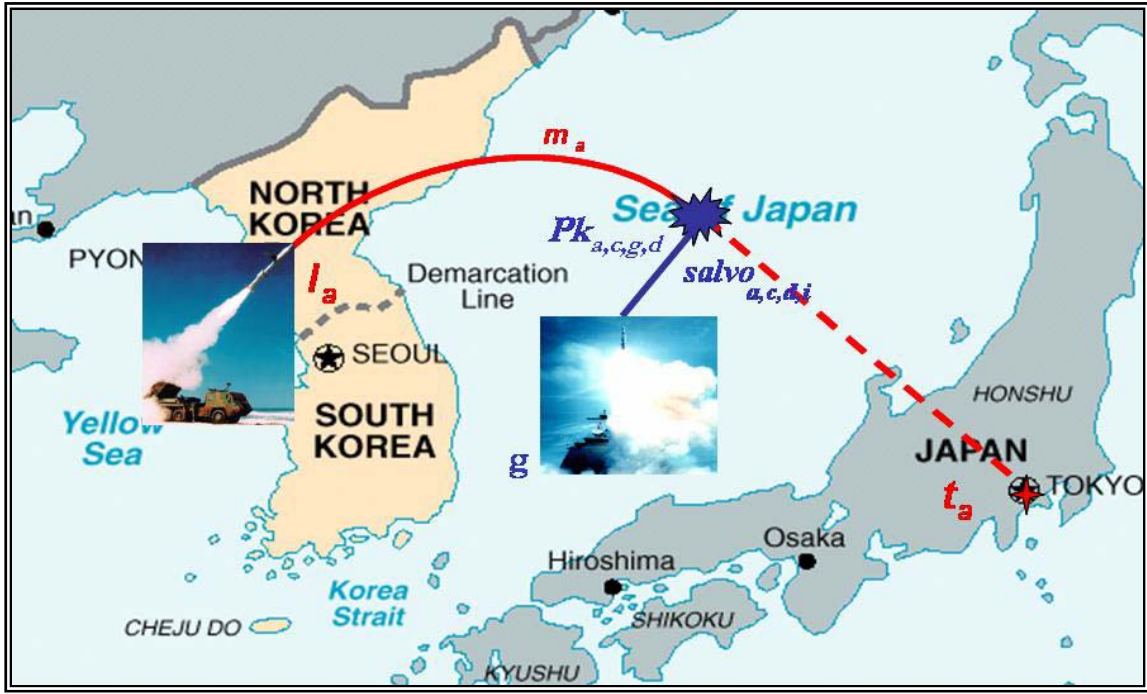 m a
NORTH
KOREA
Sea of Japan
an
Pk a,c,g,d
PYON
l a
Demarcation
Line
salvo a,c,d,i
SEOUL
HONSHU
SOUTH
KOREA
Yellow
Sea
g
JAPAN
t a
TOKYO
Osaka
Hiroshima
Korea
Strait
CHEJU DO
SHIKOKU
KYUSHU